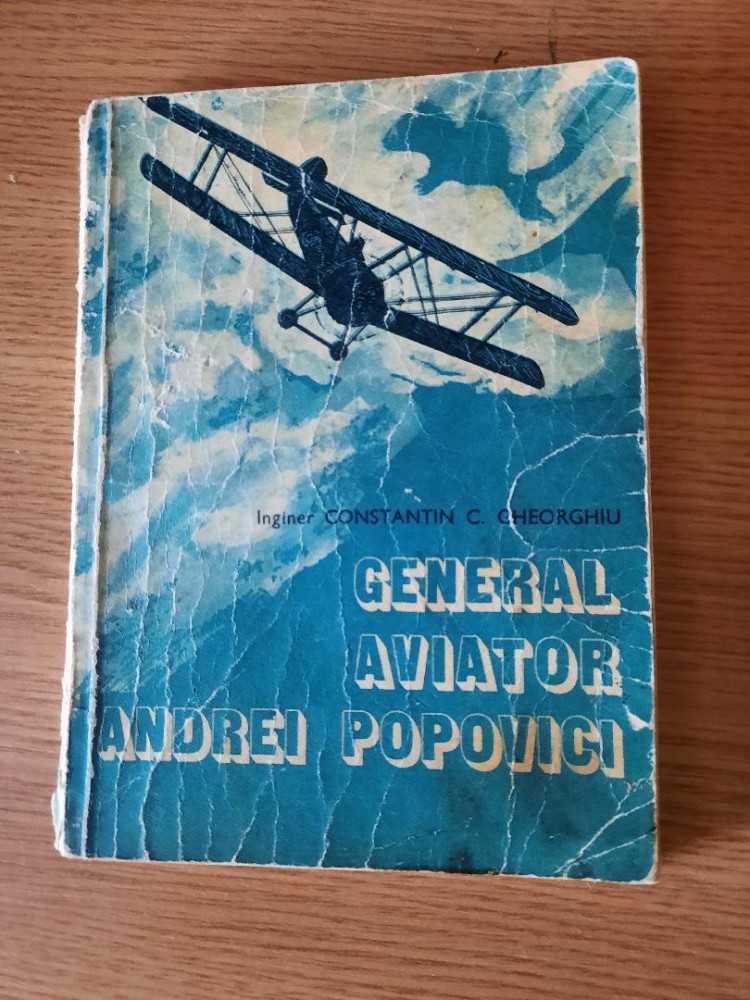 Inginer CONSTANTIN C. GHEORGHIU
GENERAL
AVIATOR
ANDREI POPOVICI